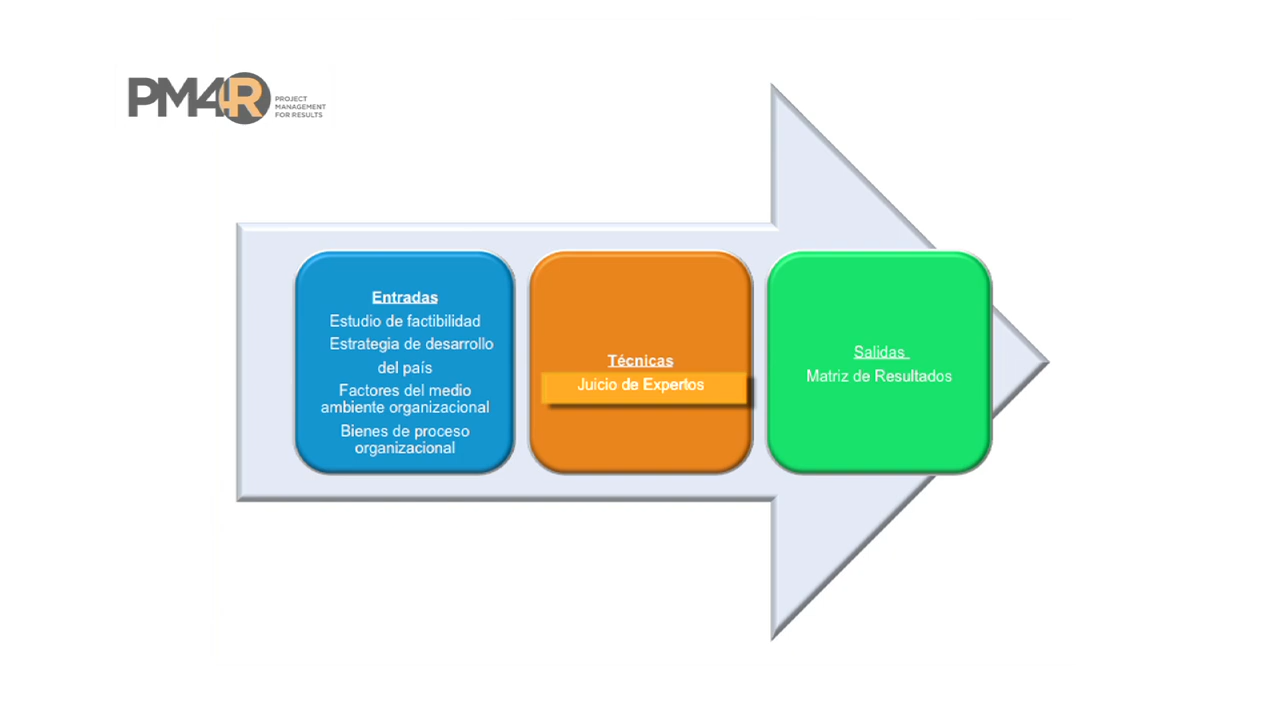 PM4R
PROJECT
MANAGEMENT
FOR RESULTS
Entradas
Estudio de factibilidad
Estrategia de desarrollo
del país
Factores del medio
ambiente organizacional
Bienes de proceso
organizacional
Técnicas
Juicio de Expertos
Salidas
Matriz de Resultados